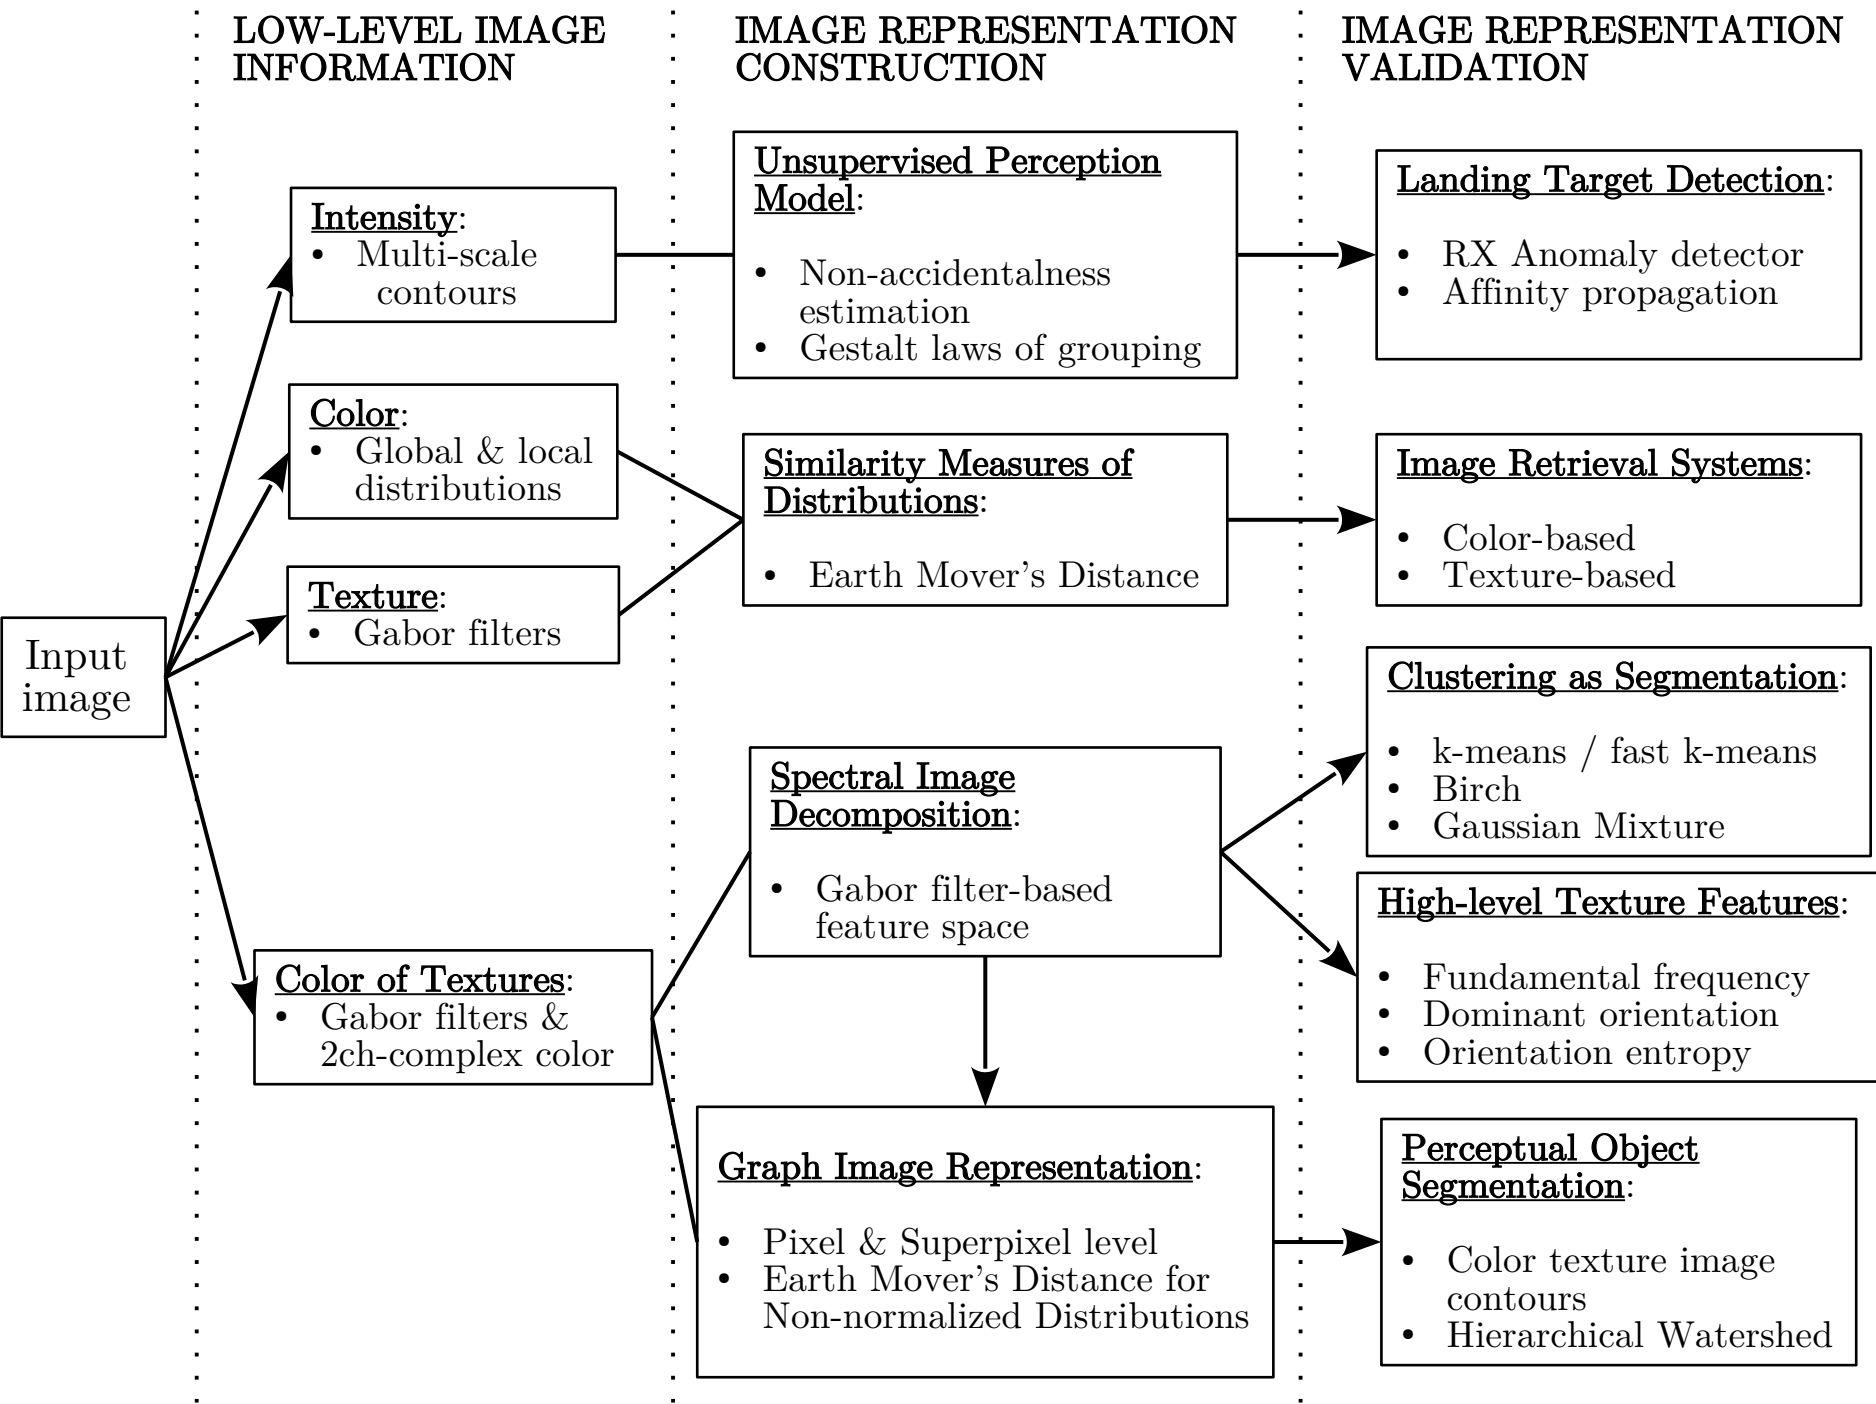 LOW-LEVEL IMAGE
INFORMATION
IMAGE REPRESENTATION
CONSTRUCTION
IMAGE REPRESENTATION
VALIDATION
Input
image
Intensity:
• Multi-scale
contours
Color:
• Global & local
distributions
Texture:
• Gabor filters
Color of Textures:
• Gabor filters &
2ch-complex color
Unsupervised Perception
Model:
• Non-accidentalness
estimation
• Gestalt laws of grouping
Similarity Measures of
Distributions:
• Earth Mover's Distance
Spectral Image
Decomposition:
• Gabor filter-based
feature space
Graph Image Representation:
• Pixel & Superpixel level
• Earth Mover's Distance for
Non-normalized Distributions
Landing Target Detection:
• RX Anomaly detector
• Affinity propagation
Image Retrieval Systems:
• Color-based
• Texture-based
Clustering as Segmentation:
• k-means / fast k-means
• Birch
• Gaussian Mixture
High-level Texture Features:
• Fundamental frequency
• Dominant orientation
• Orientation entropy
Perceptual Object
Segmentation:
• Color texture image
contours
• Hierarchical Watershed